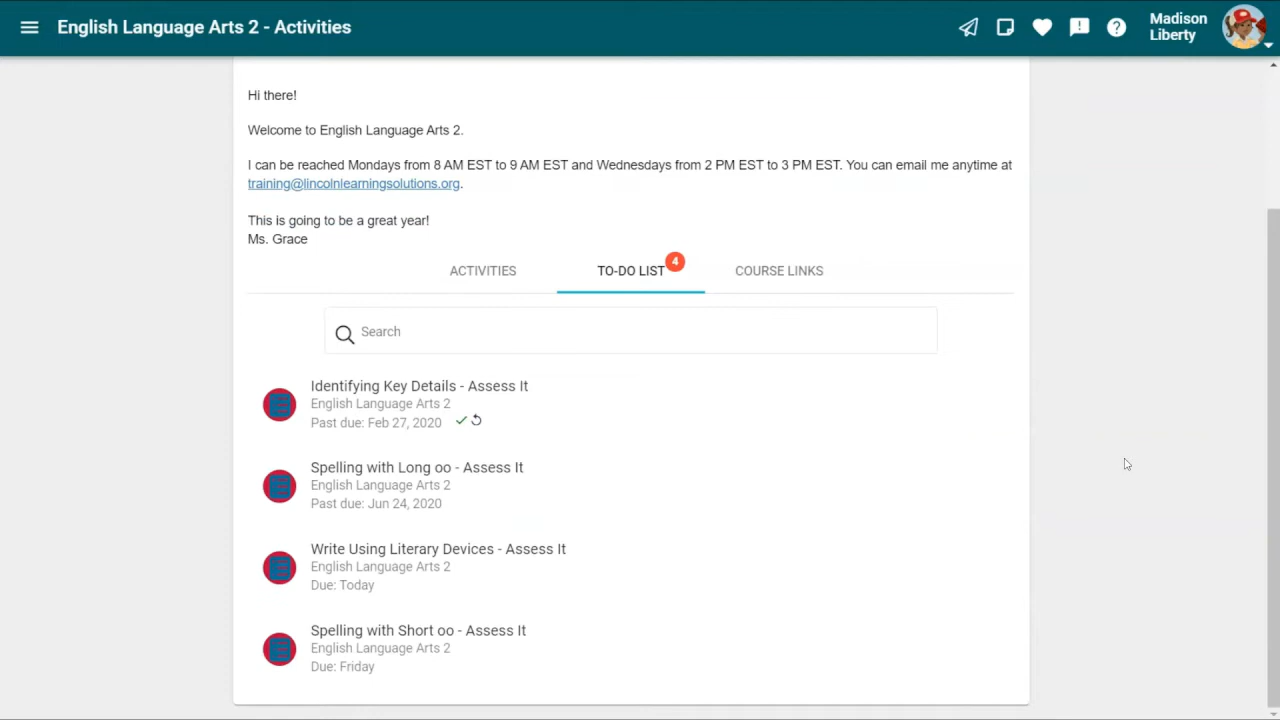 English Language Arts 2 - Activities
Madison
Liberty
Hi there!
Welcome to English Language Arts 2.
I can be reached Mondays from 8 AM EST to 9 AM EST and Wednesdays from 2 PM EST to 3 PM EST. You can email me anytime at
training@lincolnlearningsolutions.org.
This is going to be a great year!
Ms. Grace
ACTIVITIES
TO-DO LIST
4
COURSE LINKS
Search
Identifying Key Details - Assess It
English Language Arts 2
Past due: Feb 27, 2020
Spelling with Long oo - Assess It
English Language Arts 2
Past due: Jun 24, 2020
Write Using Literary Devices - Assess It
English Language Arts 2
Due: Today
Spelling with Short oo - Assess It
English Language Arts 2
Due: Friday